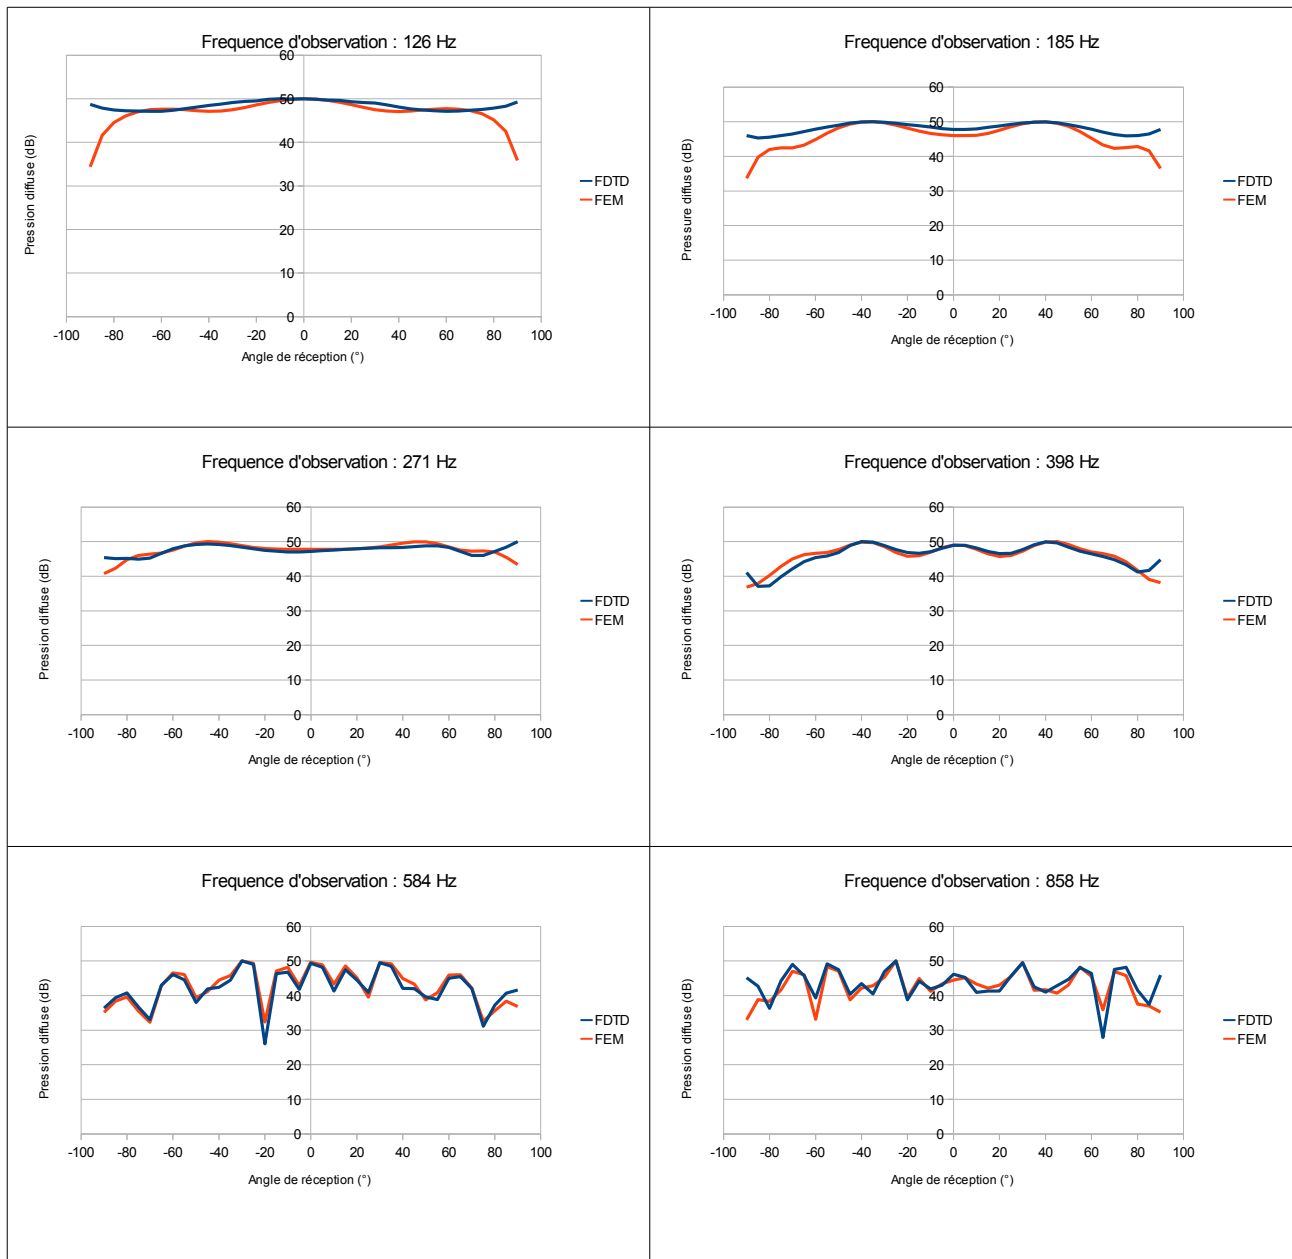 Fréquence d'observation : 126 Hz
60
50
40
30
20
10
0
-100 -80 -60 -40 -20 0 20 40 60 80 100
Angle de réception (°)
Pression diffuse (dB)
FDTD
FEM
Fréquence d'observation : 185 Hz
60
50
40
30
20
10
0
-100 -80 -60 -40 -20 0 20 40 60 80 100
Angle de réception (°)
Pressure diffuse (dB)
FDTD
FEM
Fréquence d'observation : 271 Hz
60
50
40
30
20
10
0
-100 -80 -60 -40 -20 0 20 40 60 80 100
Angle de réception (°)
Pression diffuse (dB)
FDTD
FEM
Fréquence d'observation : 398 Hz
60
50
40
30
20
10
0
-100 -80 -60 -40 -20 0 20 40 60 80 100
Angle de réception (°)
Pression diffuse (dB)
FDTD
FEM
Fréquence d'observation : 584 Hz
60
50
40
30
20
10
0
-100 -80 -60 -40 -20 0 20 40 60 80 100
Angle de réception (°)
Pression diffuse (dB)
FDTD
FEM
Fréquence d'observation : 858 Hz
60
50
40
30
20
10
0
-100 -80 -60 -40 -20 0 20 40 60 80 100
Angle de réception (°)
Pression diffuse (dB)
FDTD
FEM